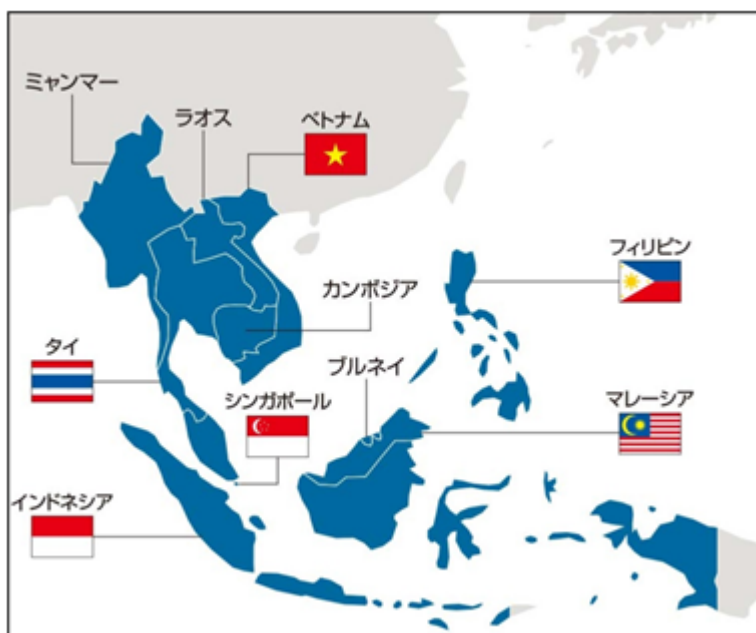 ミャンマー
ラオス
ベトナム
フィリピン
カンボジア
タイ
ブルネイ
シンガポール
マレーシア
インドネシア